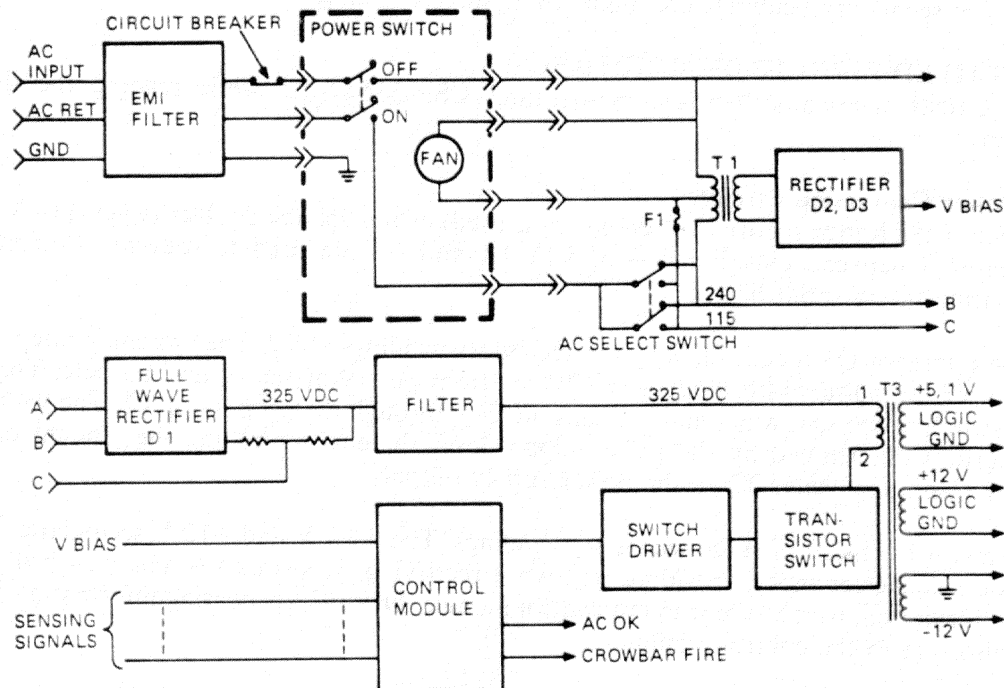 CIRCUIT BREAKER
POWER SWITCH
AC
INPUT
OFF
EMI
FILTER
AC RET
ON
GND
FAN
T 1
RECTIFIER
D2, D3
V BIAS
F1
240
B
115
C
AC SELECT SWITCH
FULL
WAVE
RECTIFIER
D 1
A
B
C
325 VDC
FILTER
325 VDC
1
2
T3
+5, 1 V
LOGIC
GND
+12 V
LOGIC
GND
-12 V
V BIAS
SENSING
SIGNALS
CONTROL
MODULE
SWITCH
DRIVER
TRAN-
SISTOR
SWITCH
AC OK
CROWBAR FIRE